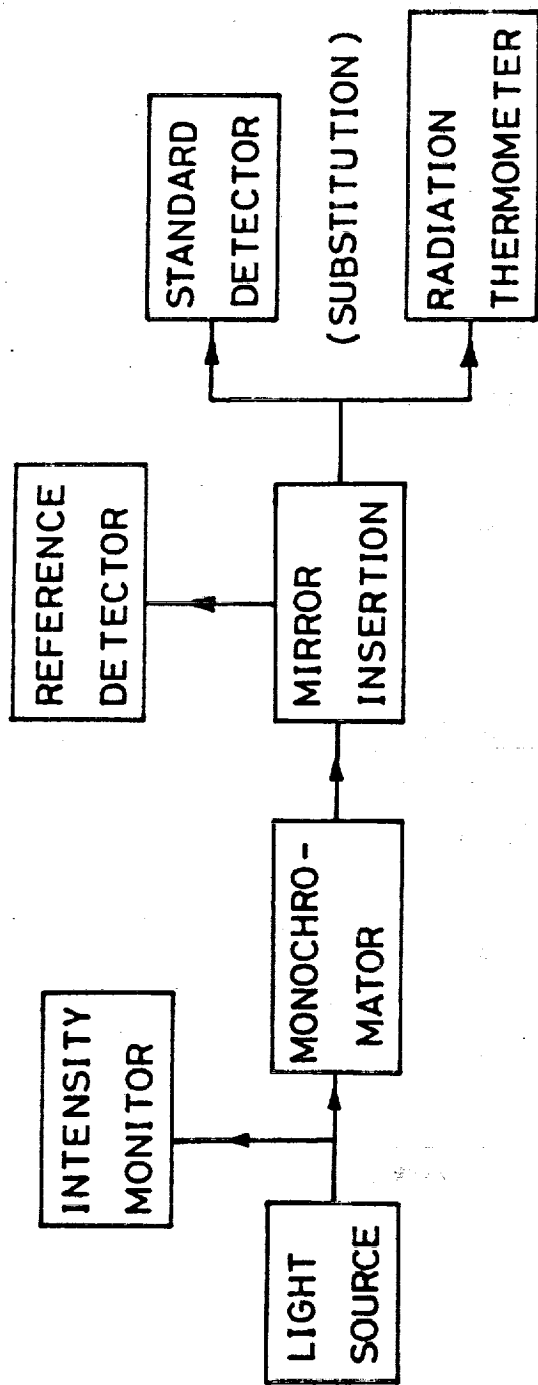 LIGHT
SOURCE
INTENSITY
MONITOR
MONOCHRO-
MATOR
MIRROR
INSERTION
REFERENCE
DETECTOR
STANDARD
DETECTOR
(SUBSTITUTION)
RADIATION
THERMOMETER